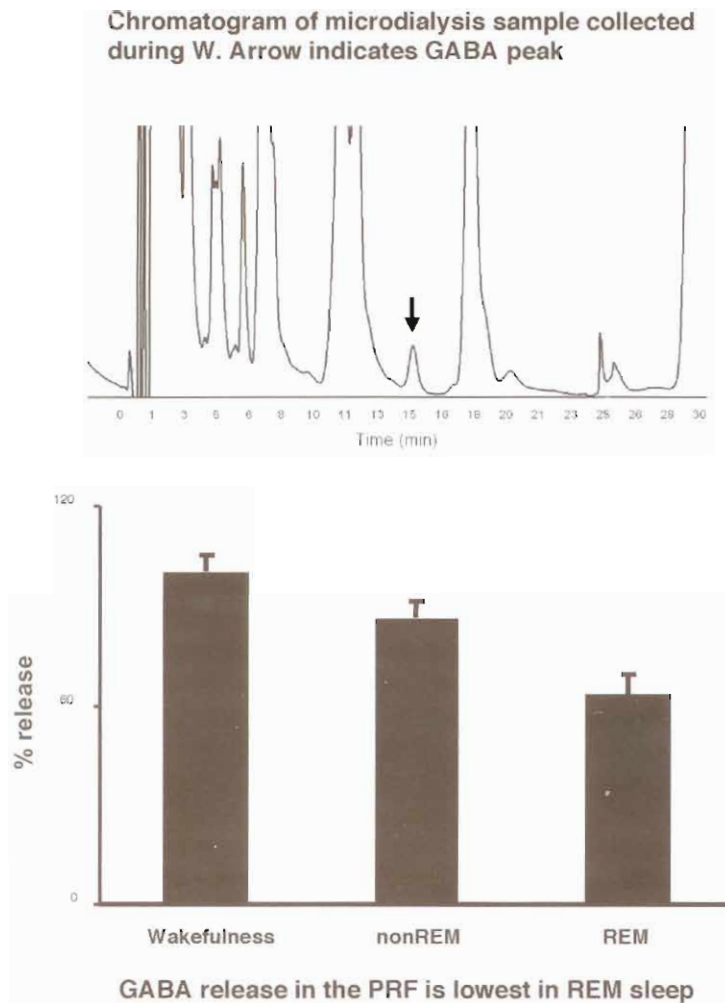 Chromatogram of microdialysis sample collected
during W. Arrow indicates GABA peak
0 1 3 5 6 8 10 11 13 15 16 18 20 21 23 25 26 28 30
Time (min)
120
% release
60
0
Wakefulness nonREM REM
GABA release in the PRF is lowest in REM sleep